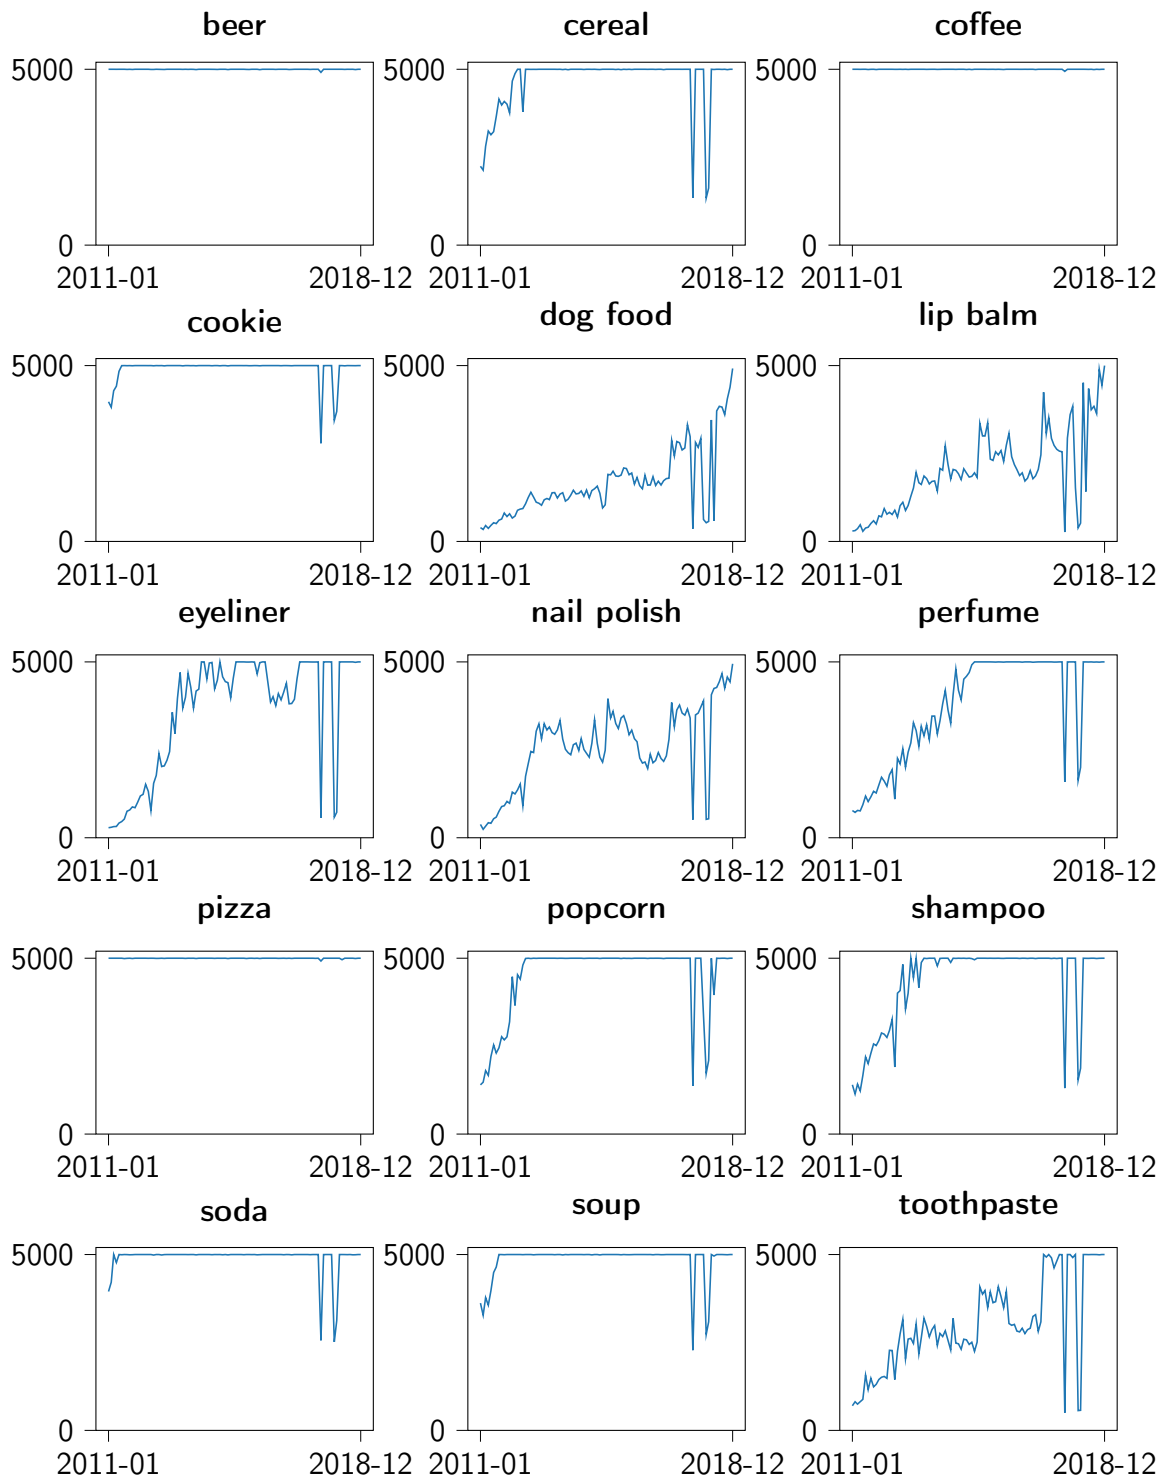 beer cereal coffee
5000 5000 5000
0 0 0
2011-01 2018-12 2011-01 2018-12 2011-01 2018-12
cookie dog food lip balm
5000 5000 5000
0 0 0
2011-01 2018-12 2011-01 2018-12 2011-01 2018-12
eyeliner nail polish perfume
5000 5000 5000
0 0 0
2011-01 2018-12 2011-01 2018-12 2011-01 2018-12
pizza popcorn shampoo
5000 5000 5000
0 0 0
2011-01 2018-12 2011-01 2018-12 2011-01 2018-12
soda soup toothpaste
5000 5000 5000
0 0 0
2011-01 2018-12 2011-01 2018-12 2011-01 2018-12